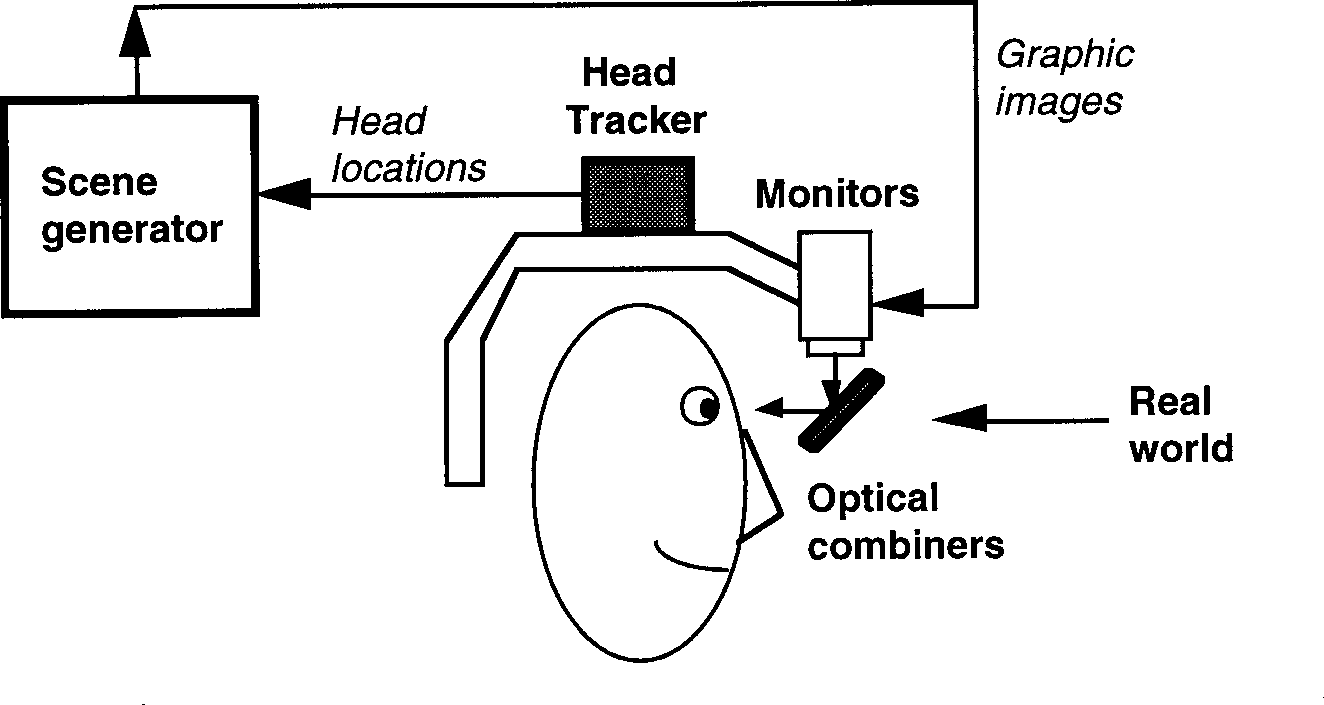 Graphic
images
Head
Tracker
Head
locations
Scene
generator
Monitors
Real
world
Optical
combiners